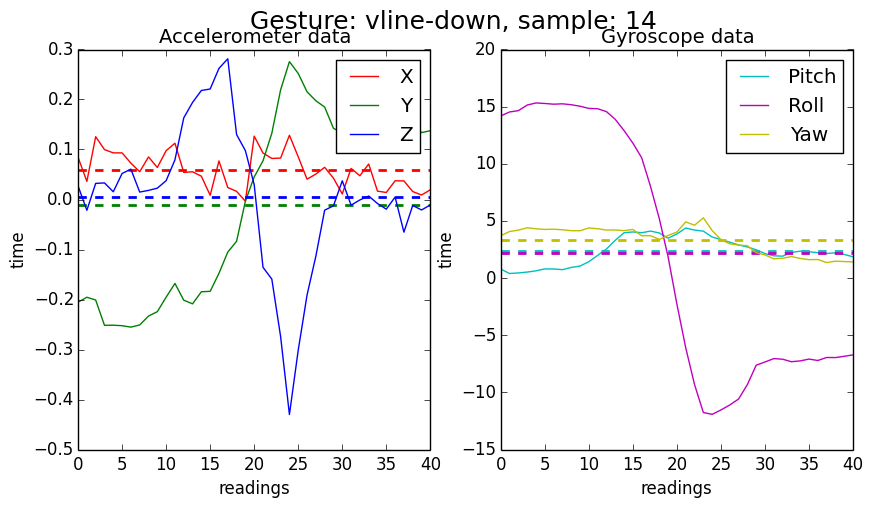 Gesture: vline-down, sample: 14
Accelerometer data
0.3
0.2
0.1
0.0
−0.1
−0.2
−0.3
−0.4
−0.5
time
X
Y
Z
0
5
10
15
20
25
30
35
40
readings
Gyroscope data
20
15
10
5
0
−5
−10
−15
time
Pitch
Roll
Yaw
0
5
10
15
20
25
30
35
40
readings